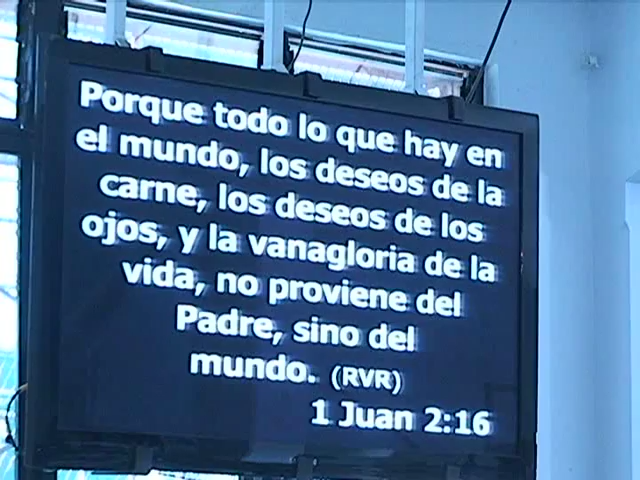 Porque todo lo que hay en
el mundo, los deseos de la
carne, los deseos de los
ojos, y la vanagloria de la
vida, no proviene del
Padre, sino del
mundo. (RVR)
1 Juan 2:16